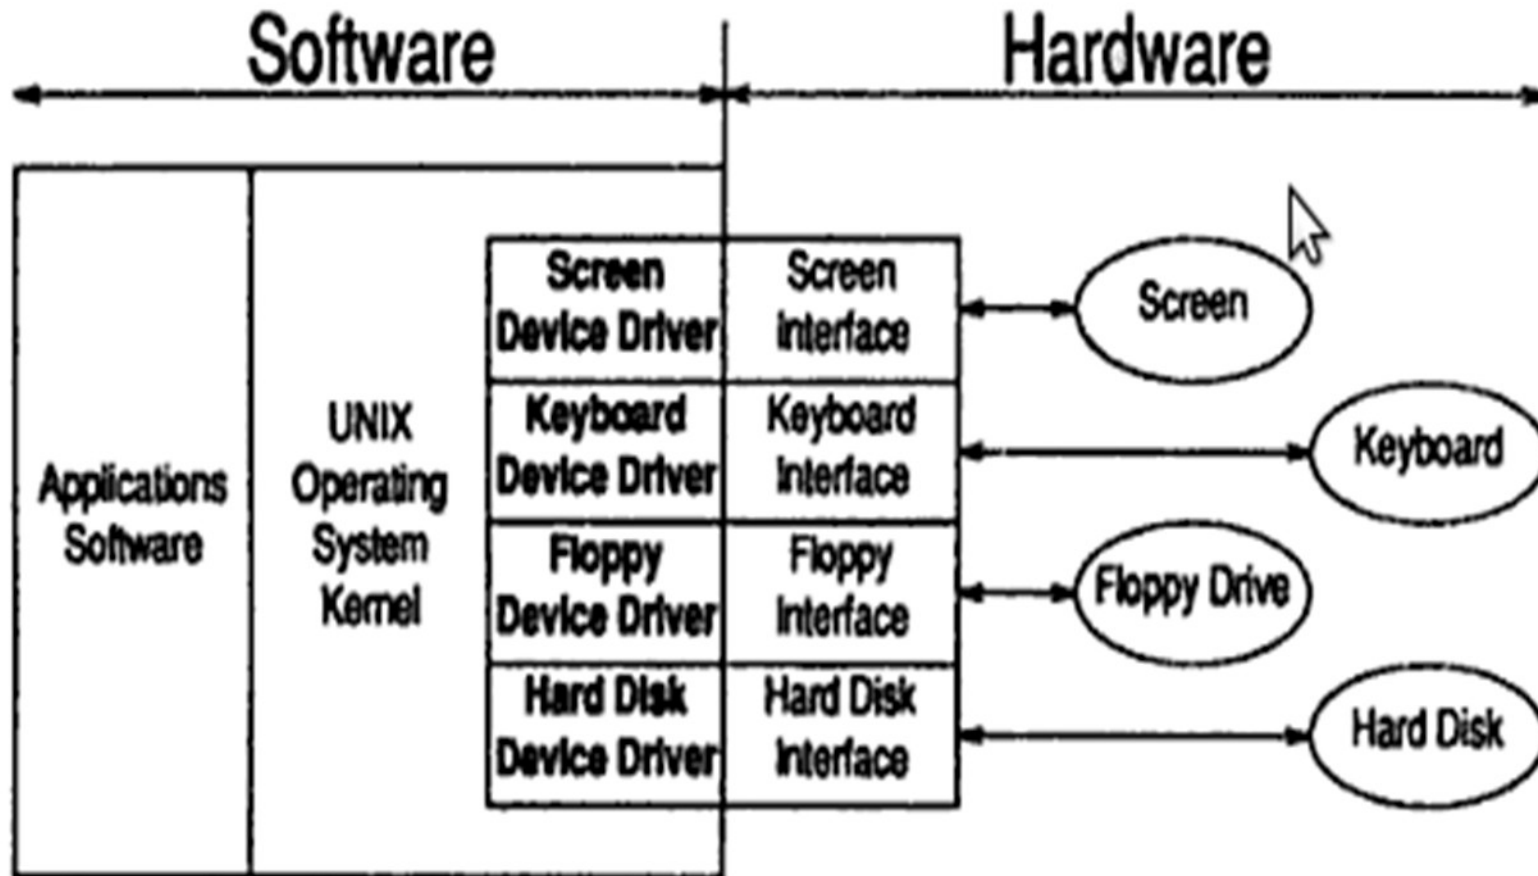 Software
Hardware
Applications
Software
UNIX
Operating
System
Kernel
Screen
Device Driver
Screen
Interface
Screen
Keyboard
Device Driver
Keyboard
Interface
Keyboard
Floppy
Device Driver
Floppy
Interface
Floppy Drive
Hard Disk
Device Driver
Hard Disk
Interface
Hard Disk